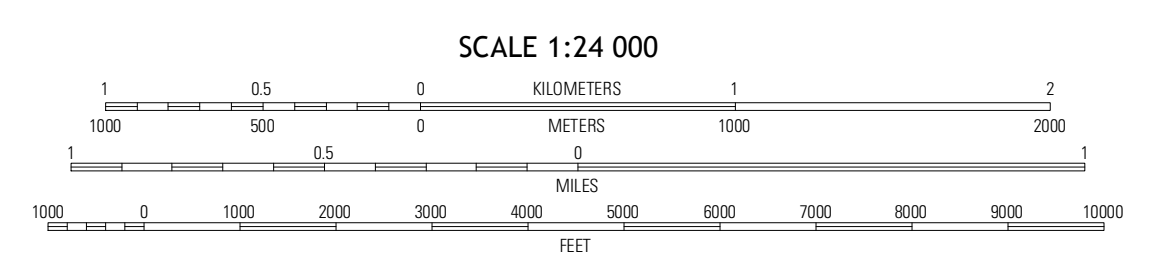 SCALE 1:24 000
1 0.5 0 KILOMETERS 1 2
1000 500 0 METERS 1000 2000
1 0.5 0 1
MILES
1000 0 1000 2000 3000 4000 5000 6000 7000 8000 9000 10000
FEET